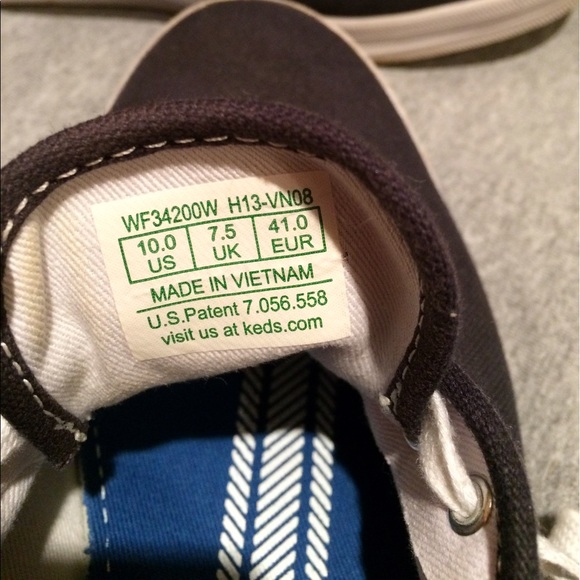 WF34200W H13-VN08
10.0 7.5 41.0
US UK EUR
MADE IN VIETNAM
U.S.Patent 7.056.558
visit us at keds.com